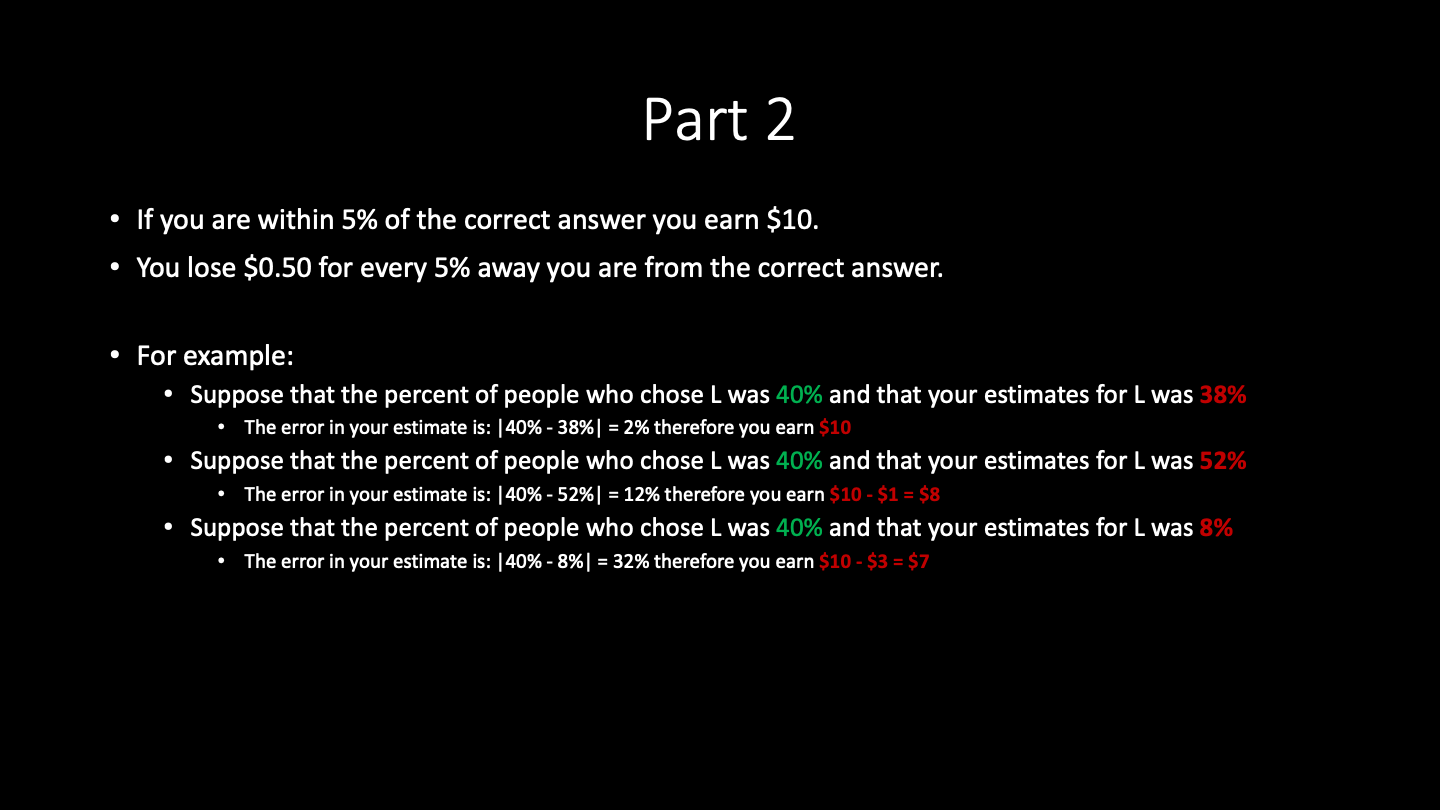 Part 2
• If you are within 5% of the correct answer you earn $10.
• You lose $0.50 for every 5% away you are from the correct answer.
• For example:
• Suppose that the percent of people who chose L was 40% and that your estimates for L was 38%
• The error in your estimate is: |40% - 38%| = 2% therefore you earn $10
• Suppose that the percent of people who chose L was 40% and that your estimates for L was 52%
• The error in your estimate is: |40% - 52%| = 12% therefore you earn $10 - $1 = $8
• Suppose that the percent of people who chose L was 40% and that your estimates for L was 8%
• The error in your estimate is: |40% - 8%| = 32% therefore you earn $10 - $3 = $7